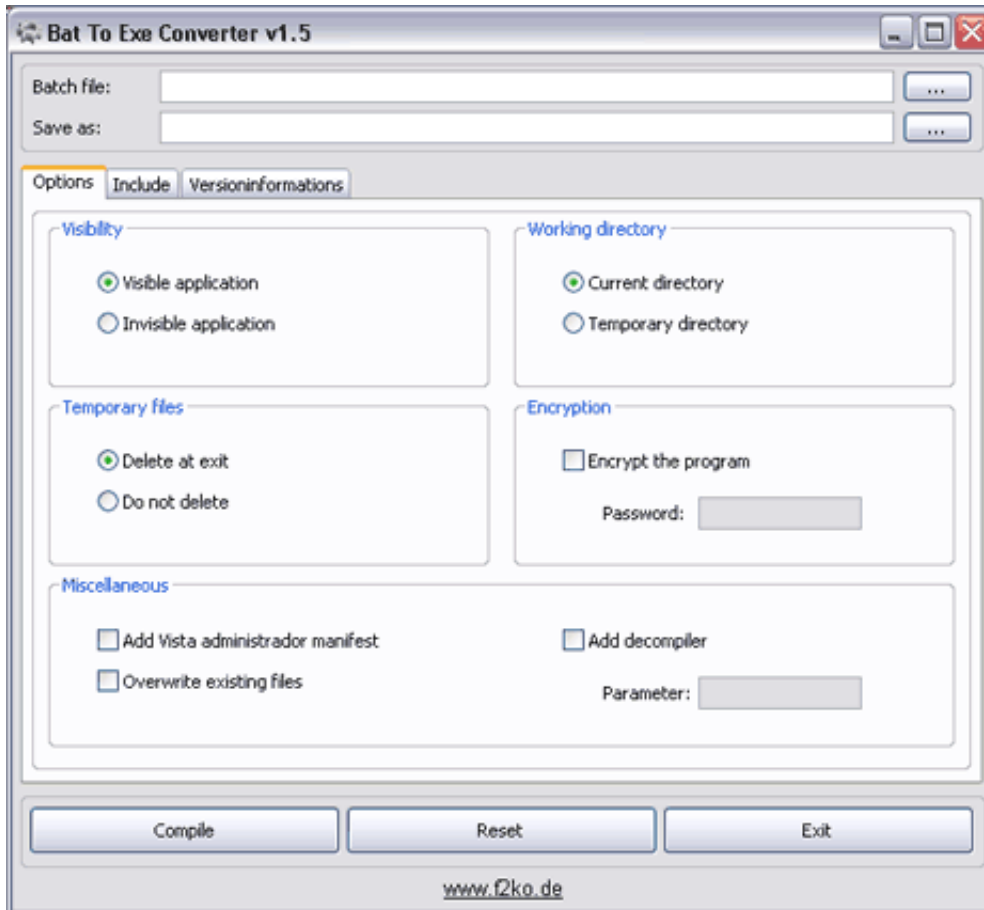 Bat To Exe Converter v1.5
Batch file: ...
Save as: ...
Options Include Versioninformations
Visibility Working directory
Visible application Current directory
Invisible application Temporary directory
Temporary files Encryption
Delete at exit Encrypt the program
Do not delete Password:
Miscellaneous
Add Vista administrador manifest Add decompiler
Overwrite existing files Parameter:
Compile Reset Exit
www.f2ko.de